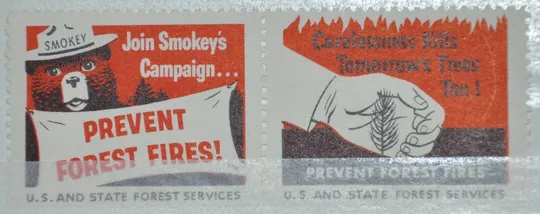 SMOKEY
Join Smokey's
Campaign...
PREVENT
FOREST FIRES!
U.S. AND STATE FOREST SERVICES
Carelessness Kills
Tomorrow's Trees
Too!
PREVENT FOREST FIRES
U.S. AND STATE FOREST SERVICES